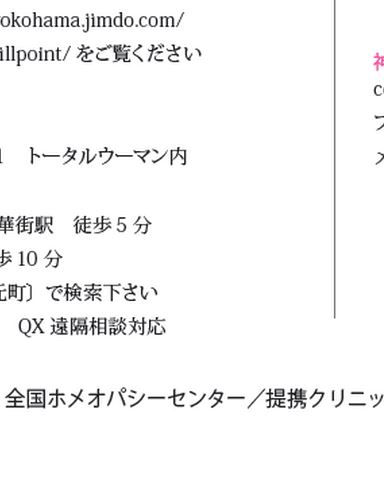 okohama.jimdo.com/
illpoint/ をご覧ください
トータルウーマン内
華街駅　徒歩 5 分
歩 10 分
元町〕で検索下さい
QX 遠隔相談対応
全国ホメオパシーセンター／提携クリニッ
神